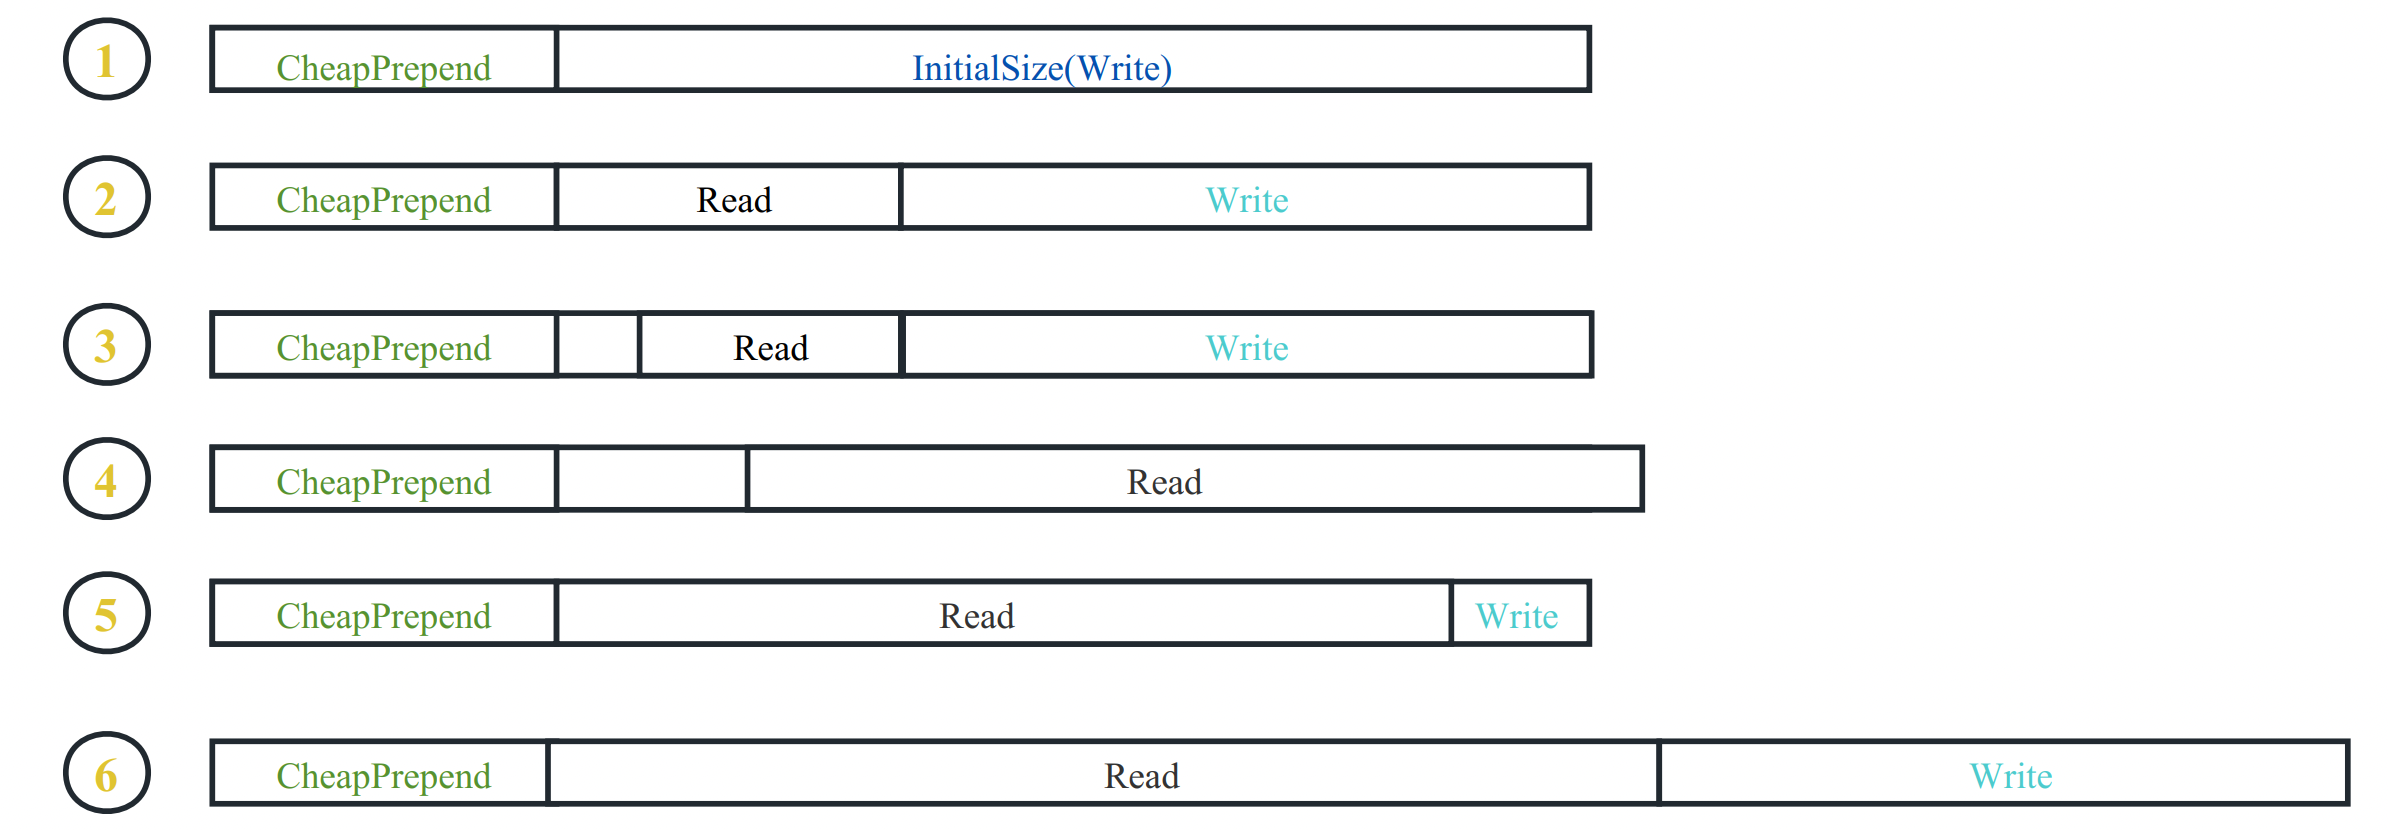 1 CheapPrepend InitialSize(Write)
2 CheapPrepend Read Write
3 CheapPrepend Read Write
4 CheapPrepend Read
5 CheapPrepend Read Write
6 CheapPrepend Read Write